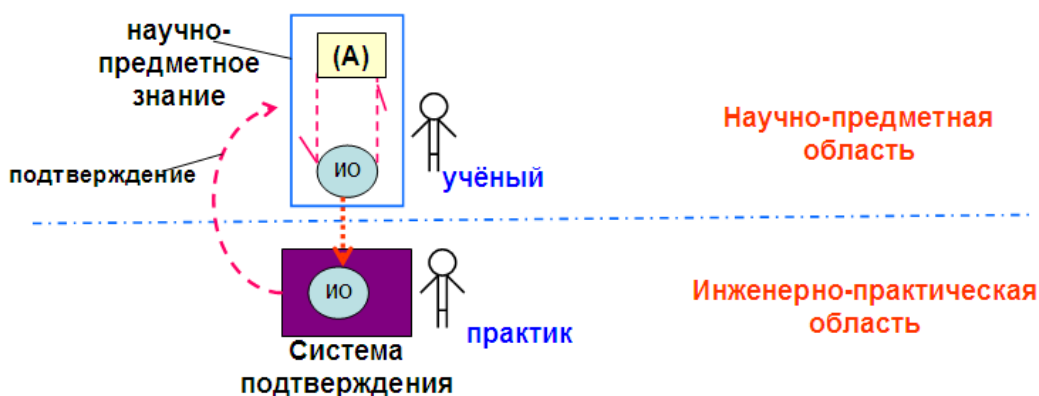 научно-
предметное
знание
(А)
ИО
учёный
подтверждение
Научно-предметная
область
ИО
практик
Система
подтверждения
Инженерно-практическая
область